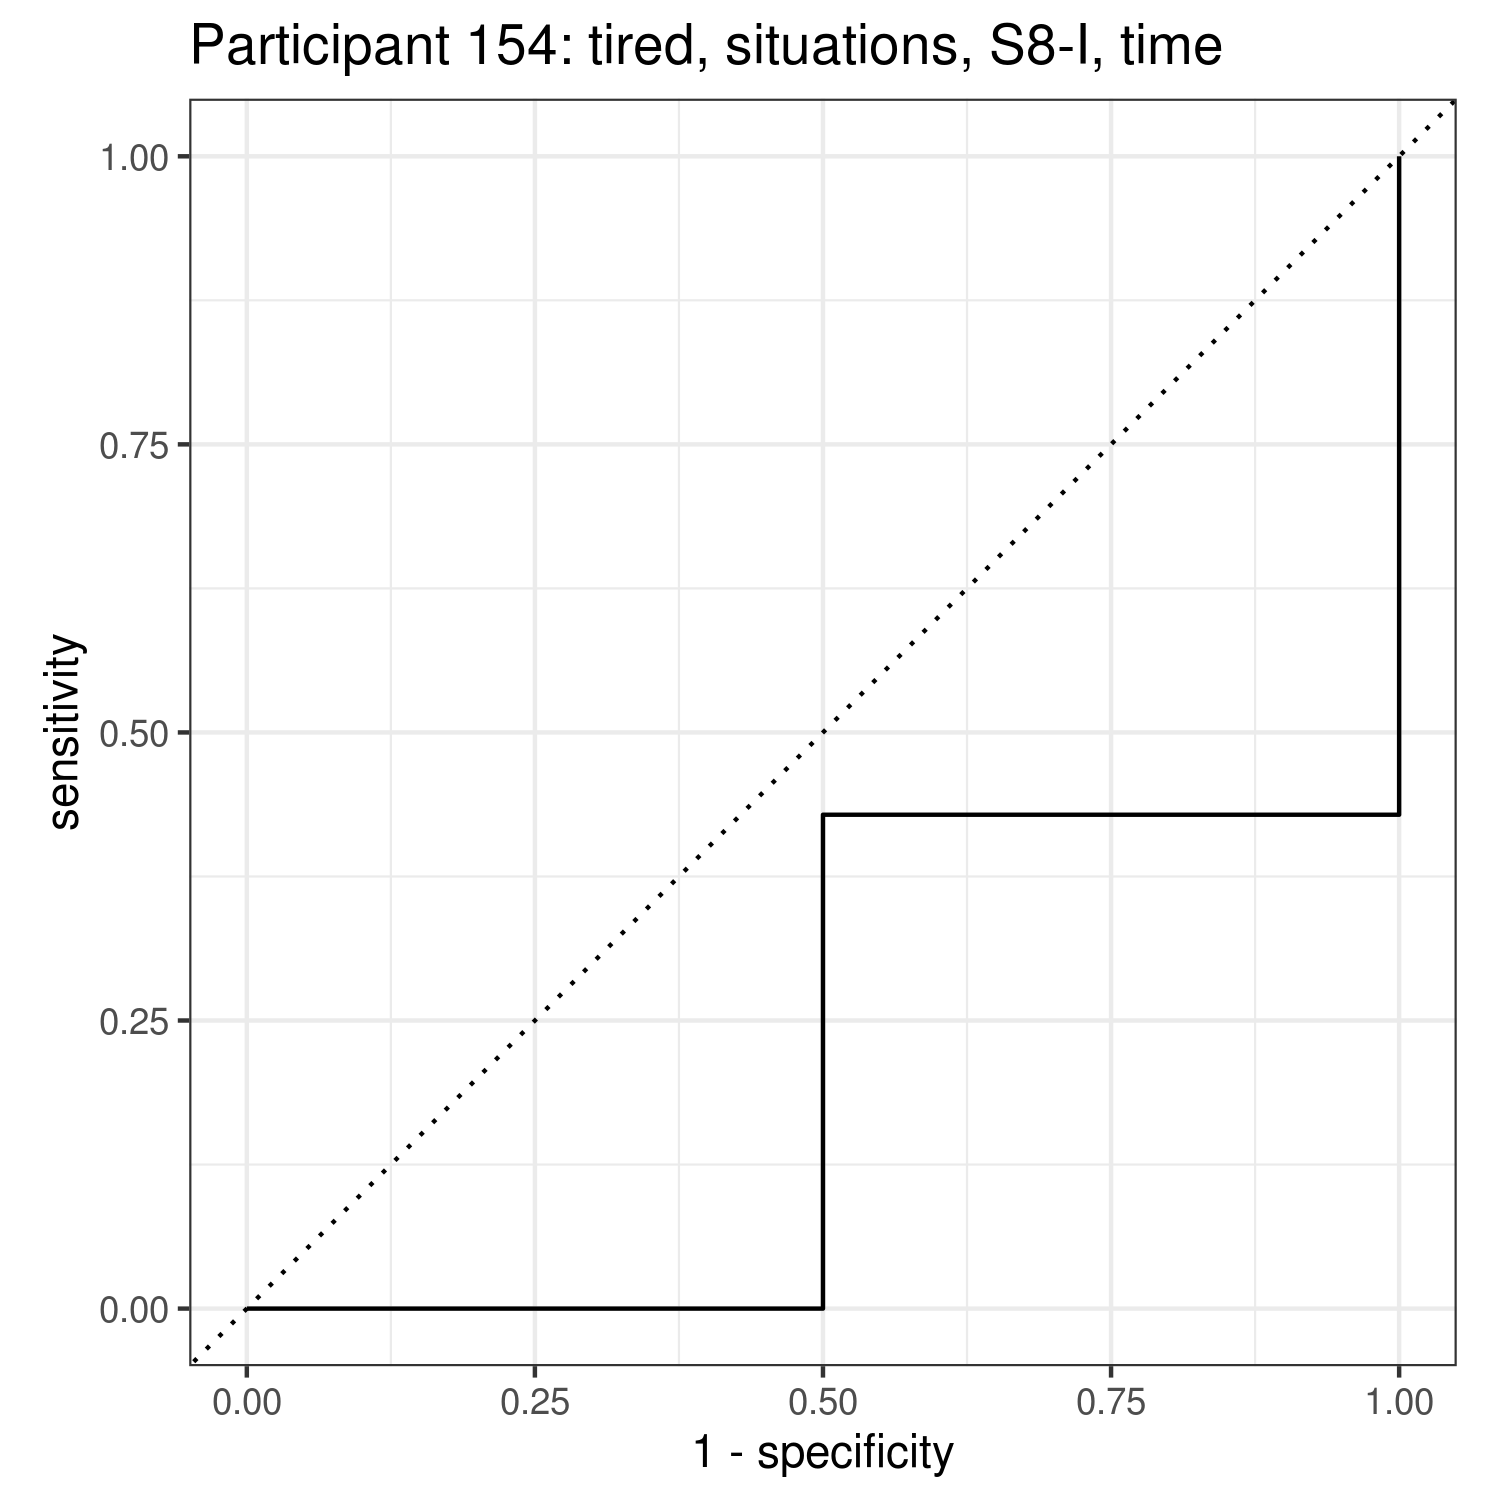 Participant 154: tired, situations, S8-I, time
1.00
0.75
0.50
0.25
0.00
sensitivity
0.00 0.25 0.50 0.75 1.00
1 - specificity